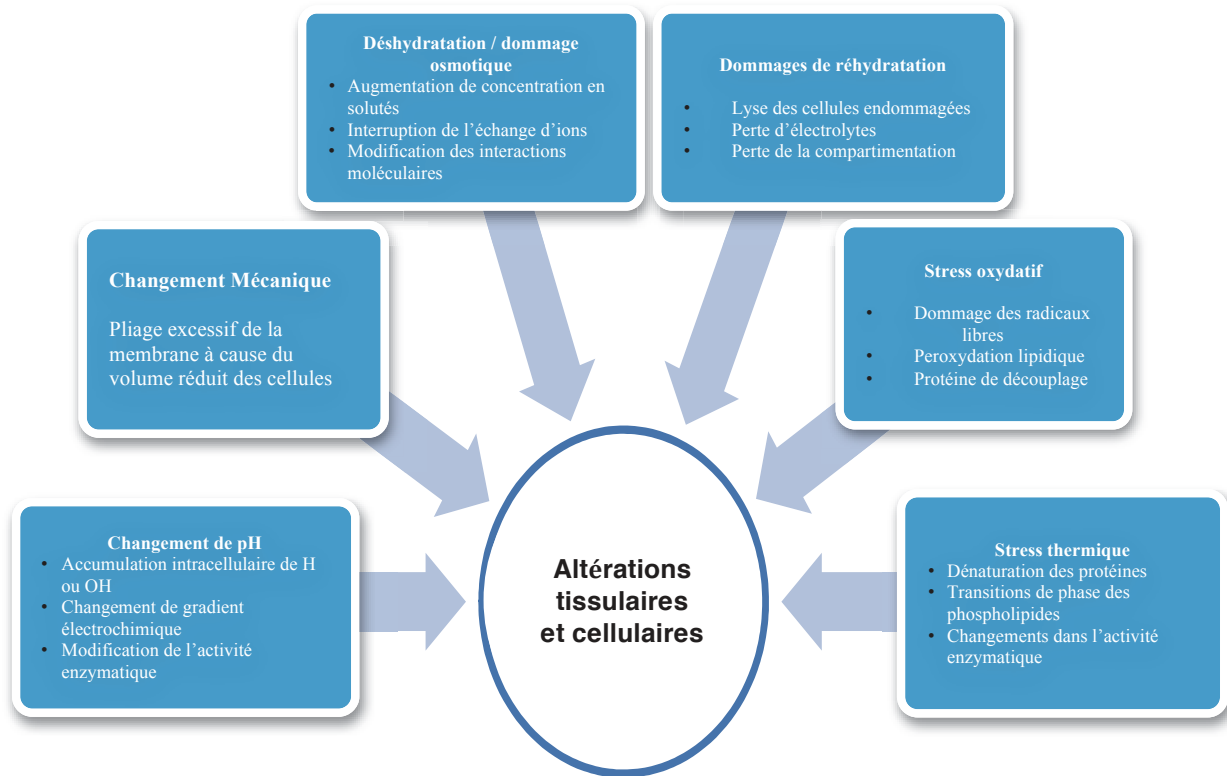 Déshydratation / dommage
osmotique
• Augmentation de concentration en
solutés
• Interruption de l’échange d’ions
• Modification des interactions
moléculaires
Dommages de réhydratation
• Lyse des cellules endommagées
• Perte d’électrolytes
• Perte de la compartimentation
Changement Mécanique
Pliage excessif de la
membrane à cause du
volume réduit des cellules
Stress oxydatif
• Dommage des radicaux
libres
• Peroxydation lipidique
• Protéine de découplage
Changement de pH
• Accumulation intracellulaire de H
ou OH
• Changement de gradient
électrochimique
• Modification de l’activité
enzymatique
Altérations
tissulaires
et cellulaires
Stress thermique
• Dénaturation des protéines
• Transitions de phase des
phospholipides
• Changements dans l’activité
enzymatique